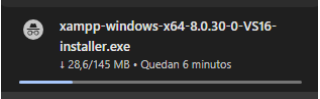 xampp-windows-x64-8.0.30-0-VS16-
installer.exe
↓ 28,6/145 MB • Quedan 6 minutos